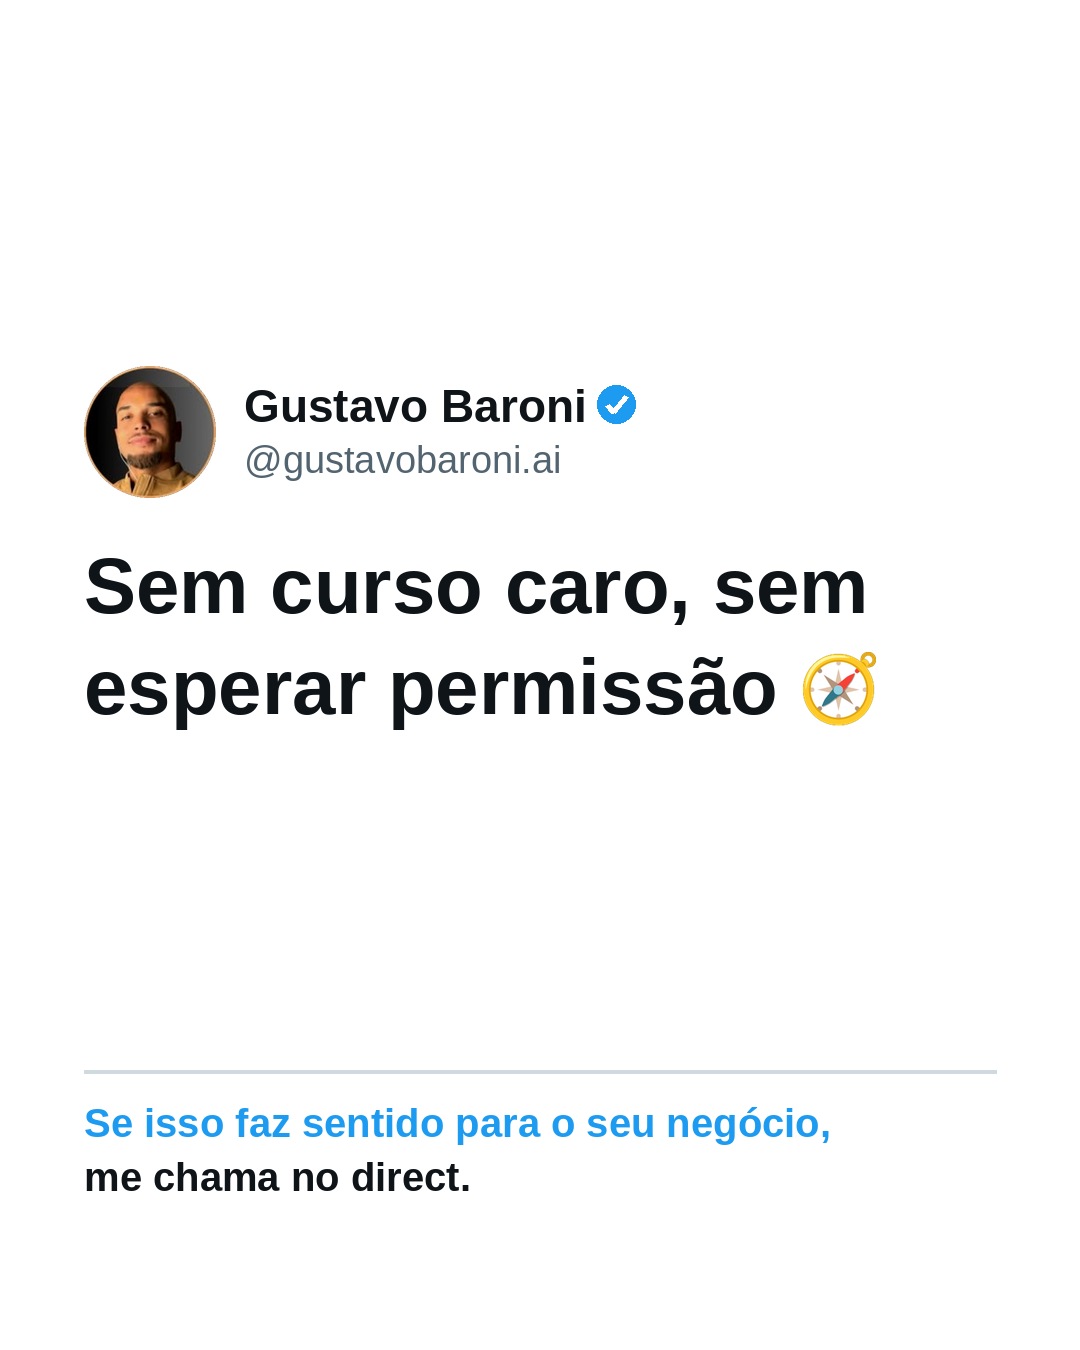 Gustavo Baroni
@gustavobaroni.ai
Sem curso caro, sem
esperar permissão 🧭
Se isso faz sentido para o seu negócio,
me chama no direct.